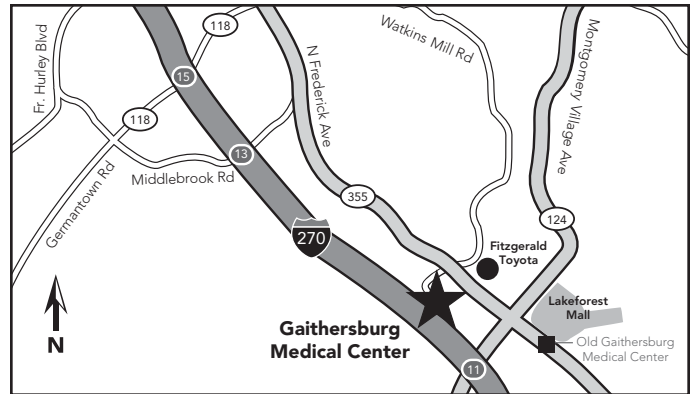 118
Watkins Mill Rd
Fr. Hurley Blvd
N Frederick Ave
Montgomery Village Ave
15
118
13
Middlebrook Rd
Germantown Rd
355
124
270
Fitzgerald
Toyota
Lakeforest
Mall
N
Gaithersburg
Medical Center
Old Gaithersburg
Medical Center
11